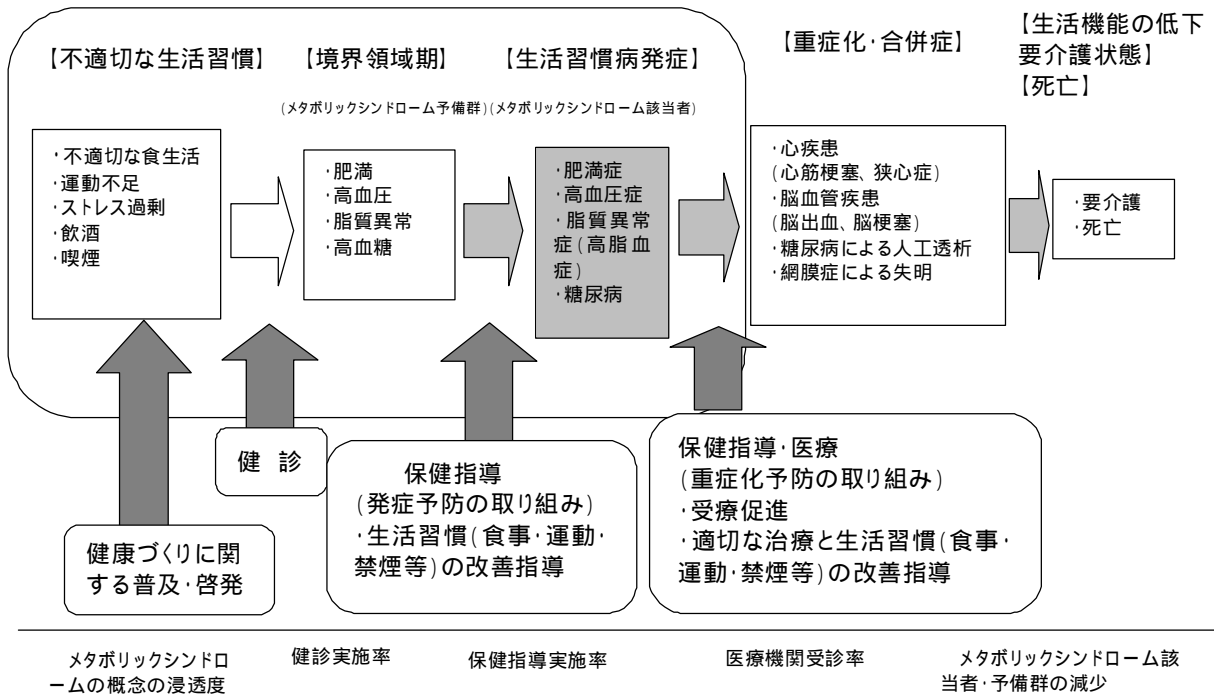 【不適切な生活習慣】
【境界領域期】
(メタボリックシンドローム予備群)
【生活習慣病発症】
(メタボリックシンドローム該当者)
【重症化・合併症】
【生活機能の低下
要介護状態】
【死亡】
・不適切な食生活
・運動不足
・ストレス過剰
・飲酒
・喫煙
・肥満
・高血圧
・脂質異常
・高血糖
・肥満症
・高血圧症
・脂質異常
症(高脂血
症)
・糖尿病
・心疾患
(心筋梗塞、狭心症)
・脳血管疾患
(脳出血、脳梗塞)
・糖尿病による人工透析
・網膜症による失明
・要介護
・死亡
健康づくりに関
する普及・啓発
健 診
保健指導
(発症予防の取り組み)
・生活習慣(食事・運動・
禁煙等)の改善指導
保健指導・医療
(重症化予防の取り組み)
・受療促進
・適切な治療と生活習慣(食事・
運動・禁煙等)の改善指導
メタボリックシンドロ
ームの概念の浸透度
健診実施率
保健指導実施率
医療機関受診率
メタボリックシンドローム該
当者・予備群の減少